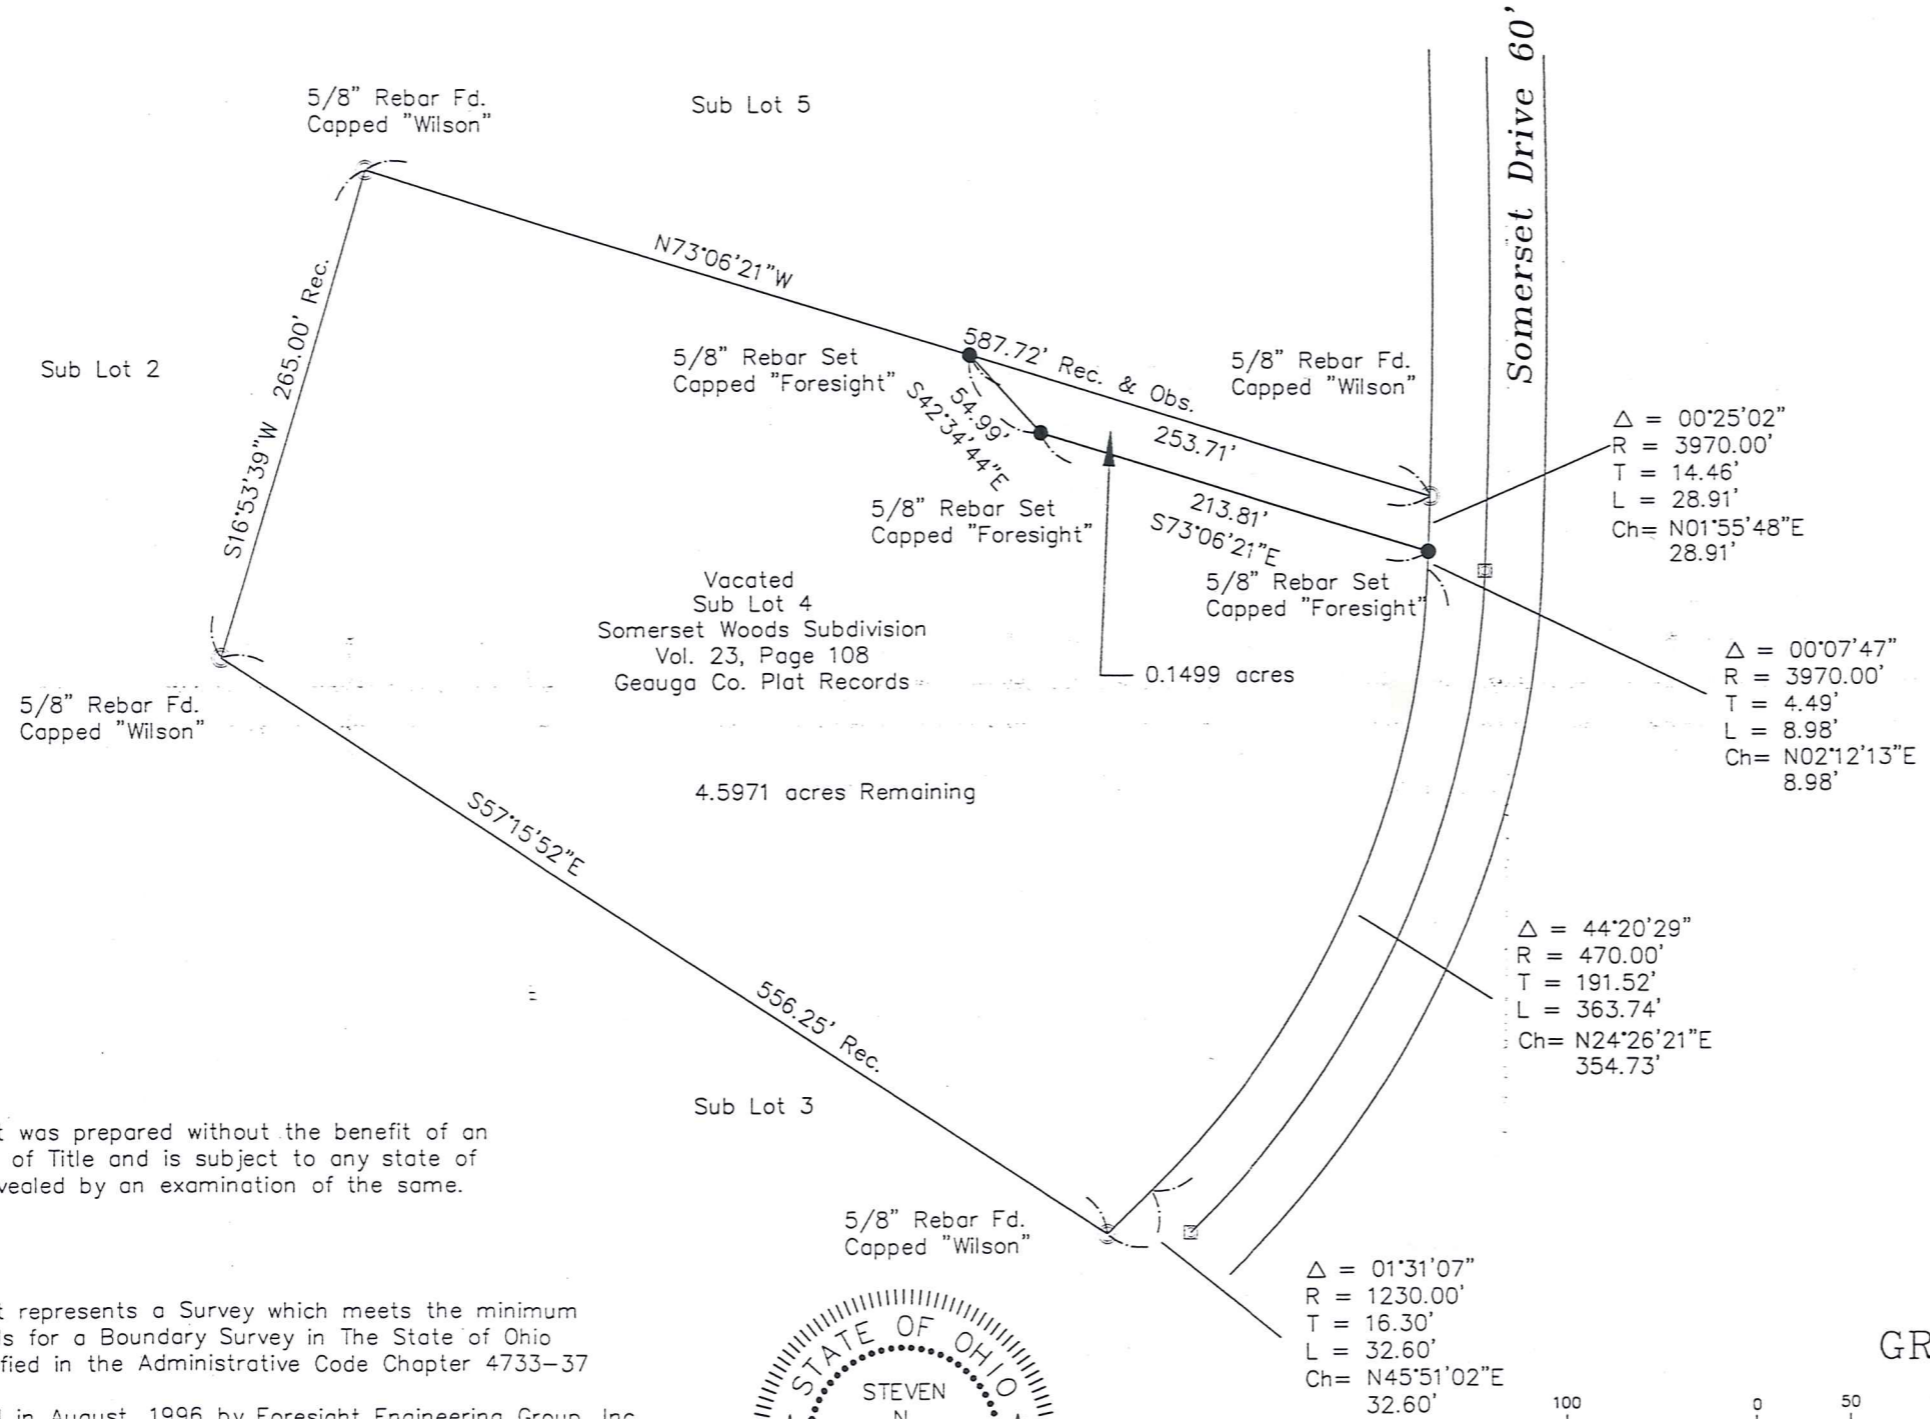 Somerset Drive 60'
5/8" Rebar Fd.
Capped "Wilson"
Sub Lot 5
N73°06'21"W
S16°53'39"W 265.00' Rec.
Sub Lot 2
587.72' Rec. & Obs.
5/8" Rebar Set
Capped "Foresight"
54.99'
S42°34'44"E
253.71'
5/8" Rebar Fd.
Capped "Wilson"
Δ = 00°25'02"
R = 3970.00'
T = 14.46'
L = 28.91'
Ch= N01°55'48"E
28.91'
5/8" Rebar Set
Capped "Foresight"
213.81'
S73°06'21"E
5/8" Rebar Set
Capped "Foresight"
Vacated
Sub Lot 4
Somerset Woods Subdivision
Vol. 23, Page 108
Geauga Co. Plat Records
0.1499 acres
Δ = 00°07'47"
R = 3970.00'
T = 4.49'
L = 8.98'
Ch= N02°12'13"E
8.98'
5/8" Rebar Fd.
Capped "Wilson"
4.5971 acres Remaining
S57°15'52"E
556.25' Rec.
Δ = 44°20'29"
R = 470.00'
T = 191.52'
L = 363.74'
Ch= N24°26'21"E
354.73'
Sub Lot 3
t was prepared without the benefit of an
of Title and is subject to any state of
vealed by an examination of the same.
5/8" Rebar Fd.
Capped "Wilson"
Δ = 01°31'07"
R = 1230.00'
T = 16.30'
L = 32.60'
Ch= N45°51'02"E
32.60'
t represents a Survey which meets the minimum
ls for a Boundary Survey in The State of Ohio
fied in the Administrative Code Chapter 4733-37
in August, 1996 by Foresight Engineering Group, Inc.
STATE OF OHIO
STEVEN
N
GR
100 0 50